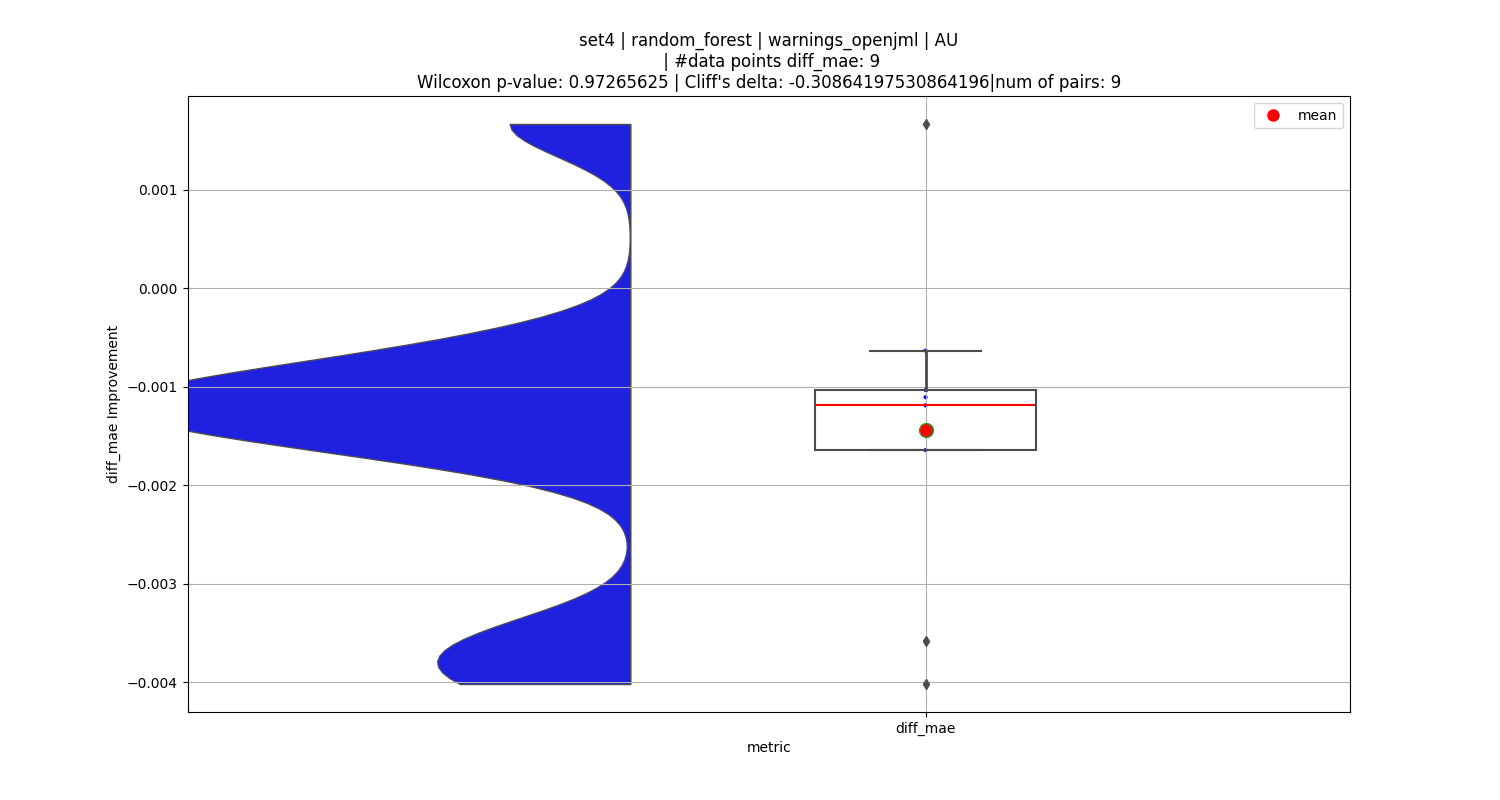 set4 | random_forest | warnings_openjml | AU
| #data points diff_mae: 9
Wilcoxon p-value: 0.97265625 | Cliff's delta: -0.30864197530864196|num of pairs: 9
mean
0.001
0.000
−0.001
−0.002
−0.003
−0.004
diff_mae Improvement
diff_mae
metric